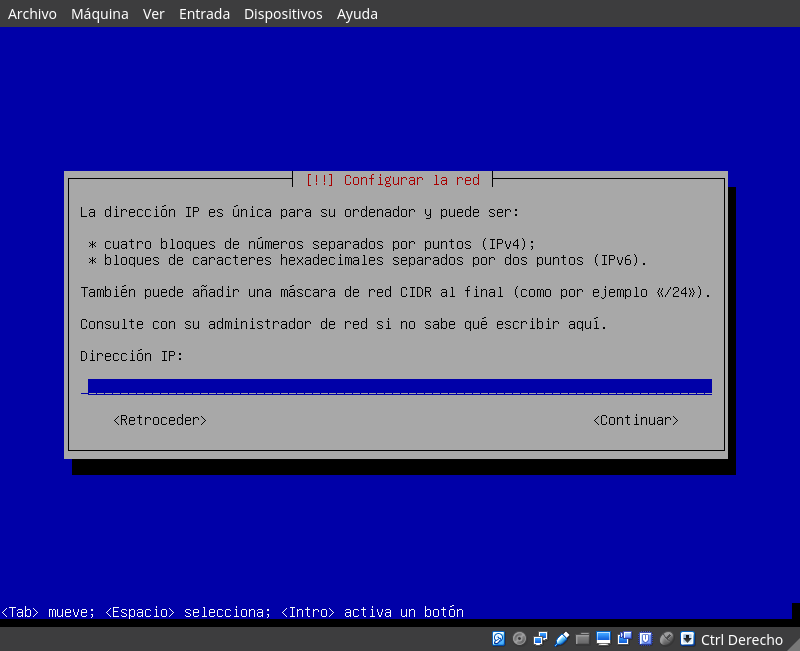 Archivo Máquina Ver Entrada Dispositivos Ayuda
[!!] Configurar la red
La dirección IP es única para su ordenador y puede ser:
* cuatro bloques de números separados por puntos (IPv4);
* bloques de caracteres hexadecimales separados por dos puntos (IPv6).
También puede añadir una máscara de red CIDR al final (como por ejemplo «/24»).
Consulte con su administrador de red si no sabe qué escribir aquí.
Dirección IP:
<Retroceder> <Continuar>
<Tab> mueve; <Espacio> selecciona; <Intro> activa un botón
Ctrl Derecho